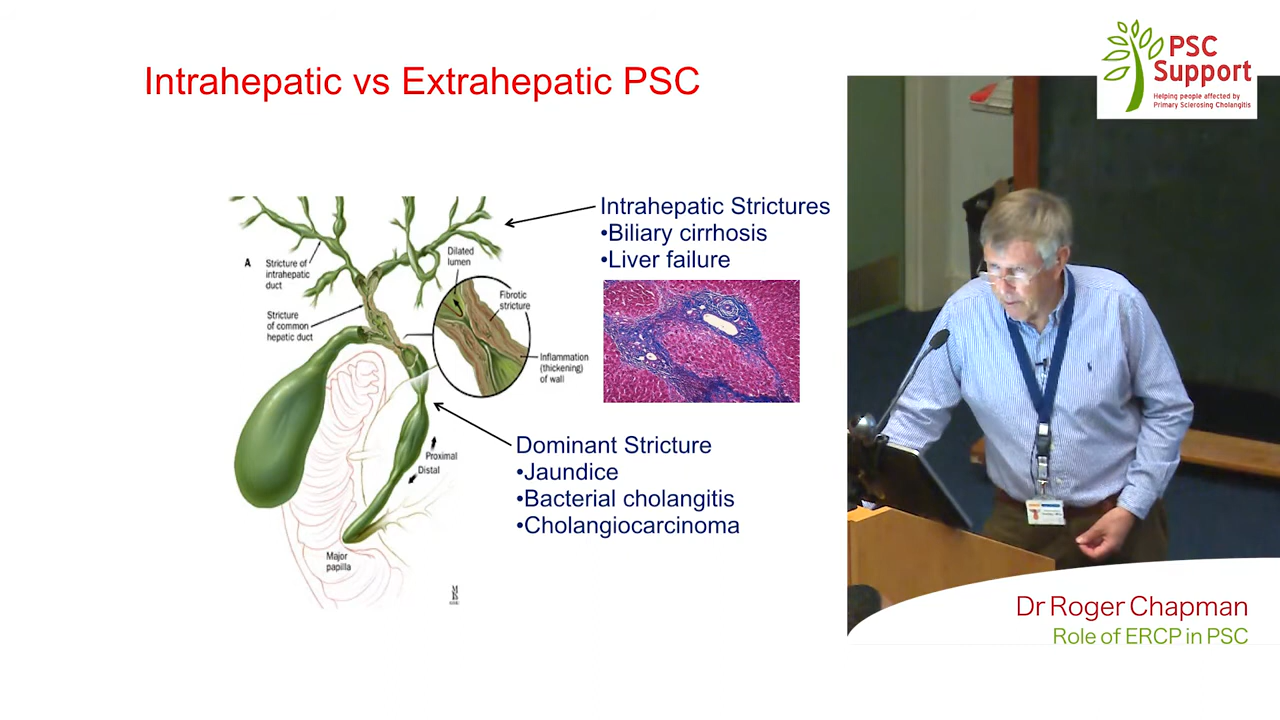 Intrahepatic vs Extrahepatic PSC
PSC
Support
Helping people affected by
Primary Sclerosing Cholangitis
Intrahepatic Strictures
•Biliary cirrhosis
•Liver failure
A
Stricture of
intrahepatic
duct
Dilated
lumen
Fibrotic
stricture
Stricture
of common
hepatic duct
Inflammation
(thickening)
of wall
Dominant Stricture
•Jaundice
•Bacterial cholangitis
•Cholangiocarcinoma
Proximal
Distal
Major
papilla
Dr Roger Chapman
Role of ERCP in PSC